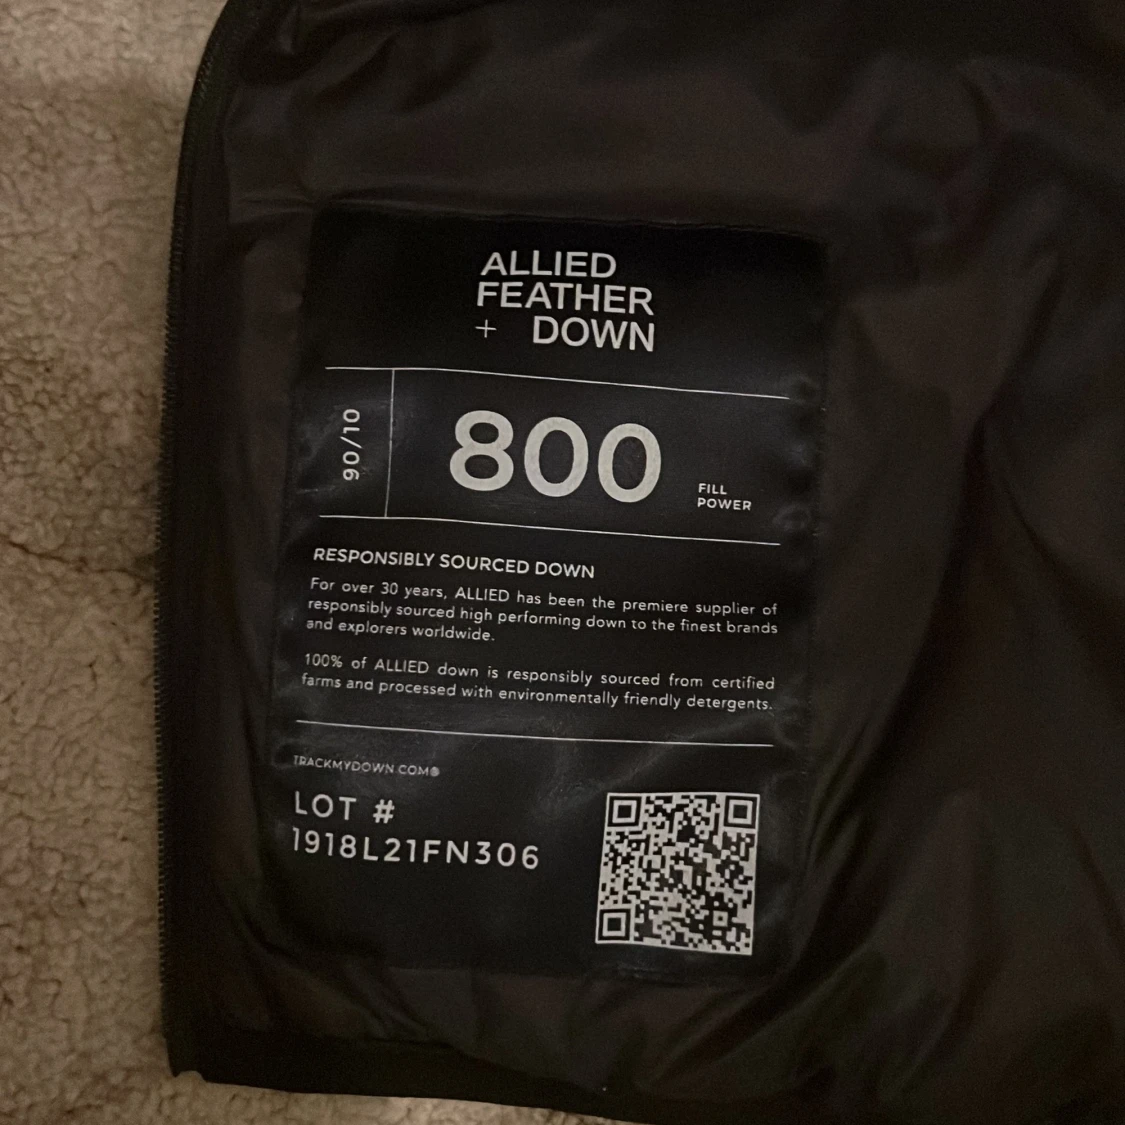 ALLIED
FEATHER
+ DOWN
90/10
800
FILL
POWER
RESPONSIBLY SOURCED DOWN
For over 30 years, ALLIED has been the premiere supplier of
responsibly sourced high performing down to the finest brands
and explorers worldwide.
100% of ALLIED down is responsibly sourced from certified
farms and processed with environmentally friendly detergents.
TRACKMYDOWN.COM®
LOT #
1918L21FN306